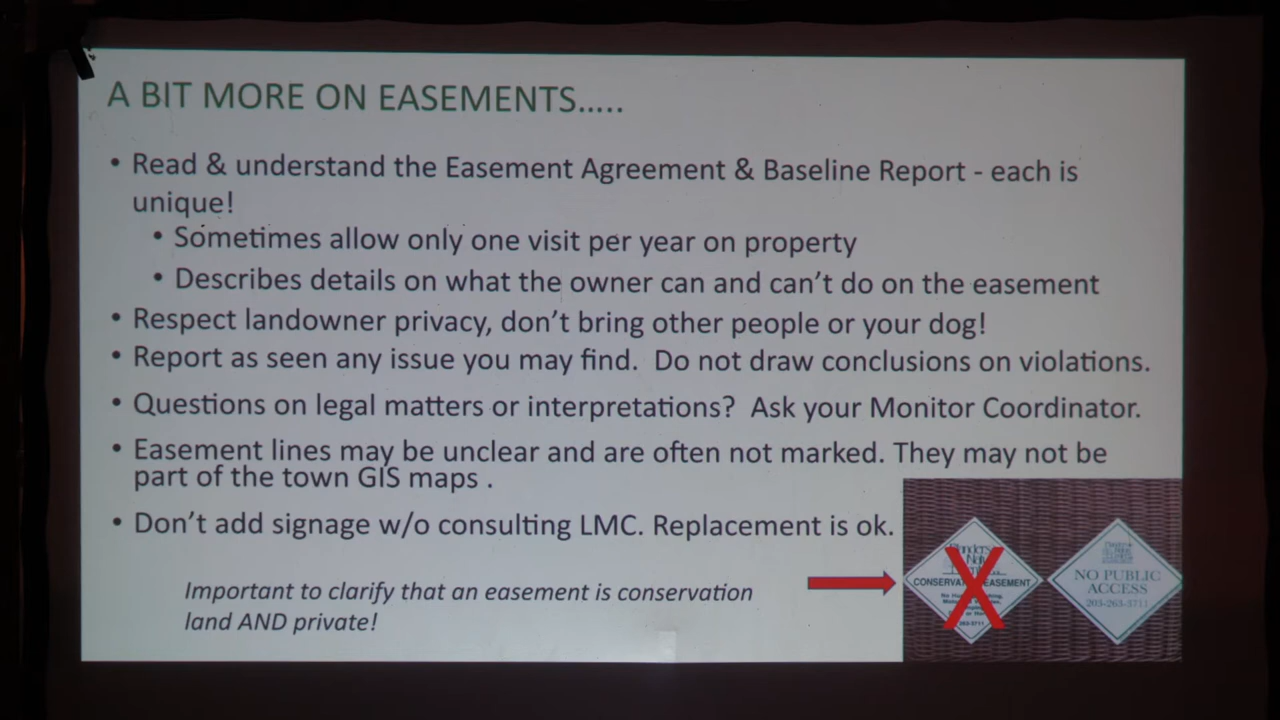 A BIT MORE ON EASEMENTS.....
• Read & understand the Easement Agreement & Baseline Report - each is
unique!
• Sometimes allow only one visit per year on property
• Describes details on what the owner can and can't do on the easement
• Respect landowner privacy, don't bring other people or your dog!
• Report as seen any issue you may find.  Do not draw conclusions on violations.
• Questions on legal matters or interpretations?  Ask your Monitor Coordinator.
• Easement lines may be unclear and are often not marked. They may not be
part of the town GIS maps .
• Don't add signage w/o consulting LMC. Replacement is ok.
Important to clarify that an easement is conservation
land AND private!
EASEMENT
NO PUBLIC
ACCESS
203-263-3711